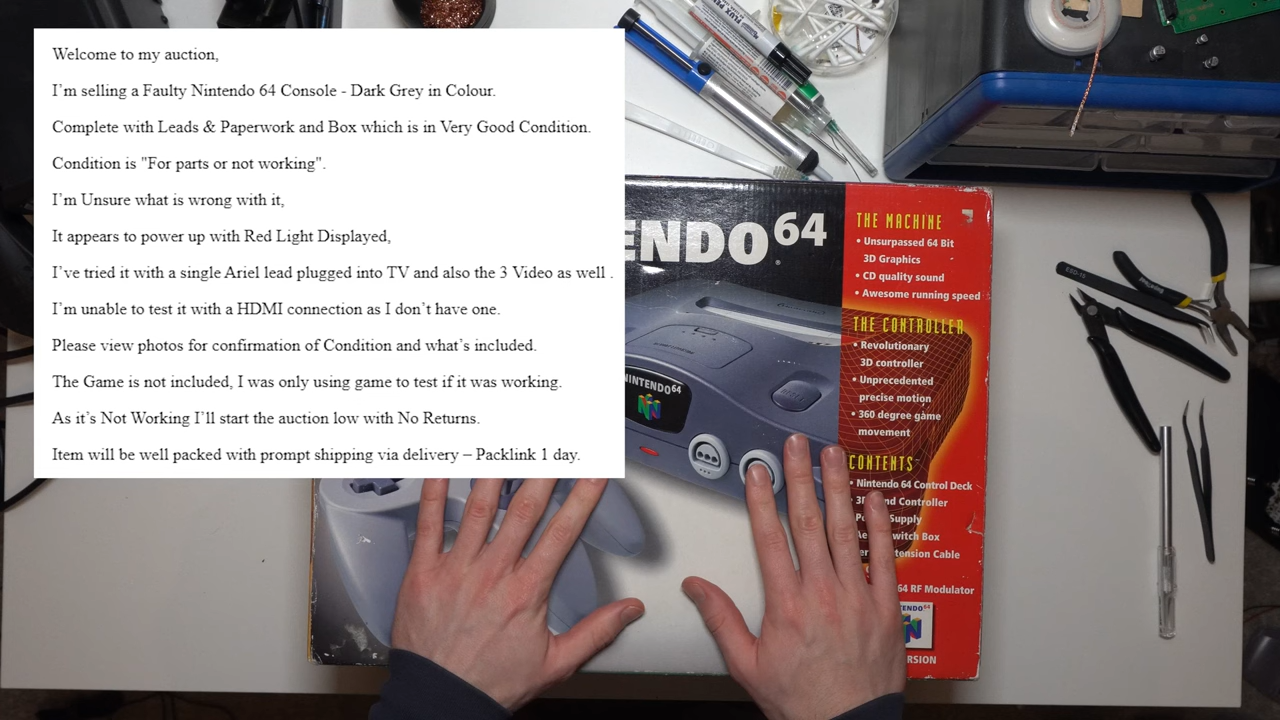 Welcome to my auction,
I'm selling a Faulty Nintendo 64 Console - Dark Grey in Colour.
Complete with Leads & Paperwork and Box which is in Very Good Condition.
Condition is "For parts or not working".
I'm Unsure what is wrong with it,
It appears to power up with Red Light Displayed,
I've tried it with a single Ariel lead plugged into TV and also the 3 Video as well .
I'm unable to test it with a HDMI connection as I don't have one.
Please view photos for confirmation of Condition and what's included.
The Game is not included, I was only using game to test if it was working.
As it's Not Working I'll start the auction low with No Returns.
Item will be well packed with prompt shipping via delivery – Packlink 1 day.
ENDO 64
NINTENDO64
THE MACHINE
• Unsurpassed 64 Bit
3D Graphics
• CD quality sound
• Awesome running speed
THE CONTROLLER
• Revolutionary
3D controller
• Unprecedented
precise motion
• 360 degree game
movement
CONTENTS
• Nintendo 64 Control Deck
Controller
Supply
Switch Box
Cable
64 RF Modulator
ENDO64
RSION